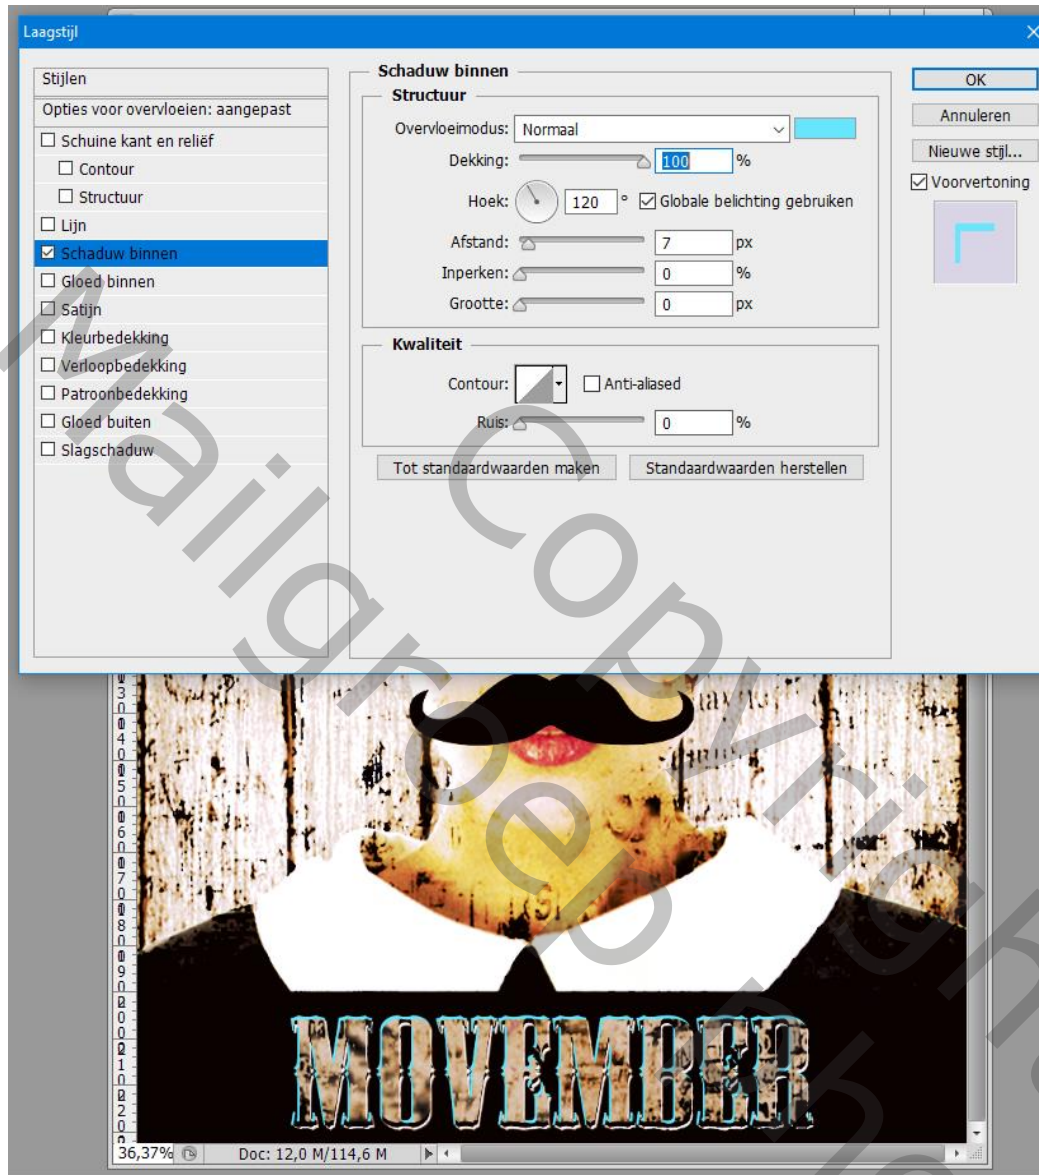 Laagstijl
Stijlen
Opties voor overvloeien: aangepast
Schuine kant en reliëf
Contour
Structuur
Lijn
Schaduw binnen
Gloed binnen
Satijn
Kleurbedekking
Verloopbedekking
Patroonbedekking
Gloed buiten
Slagschaduw
Schaduw binnen
Structuur
Overvloeimodus: Normaal
Dekking: 100 %
Hoek: 120 ° Globale belichting gebruiken
Afstand: 7 px
Inperken: 0 %
Grootte: 0 px
Kwaliteit
Contour: Anti-aliased
Ruis: 0 %
Tot standaardwaarden maken Standaardwaarden herstellen
OK
Annuleren
Nieuwe stijl...
Voorvertoning
MOVEMBER
36,37% Doc: 12,0 M/114,6 M
Mailgroep
Copyright